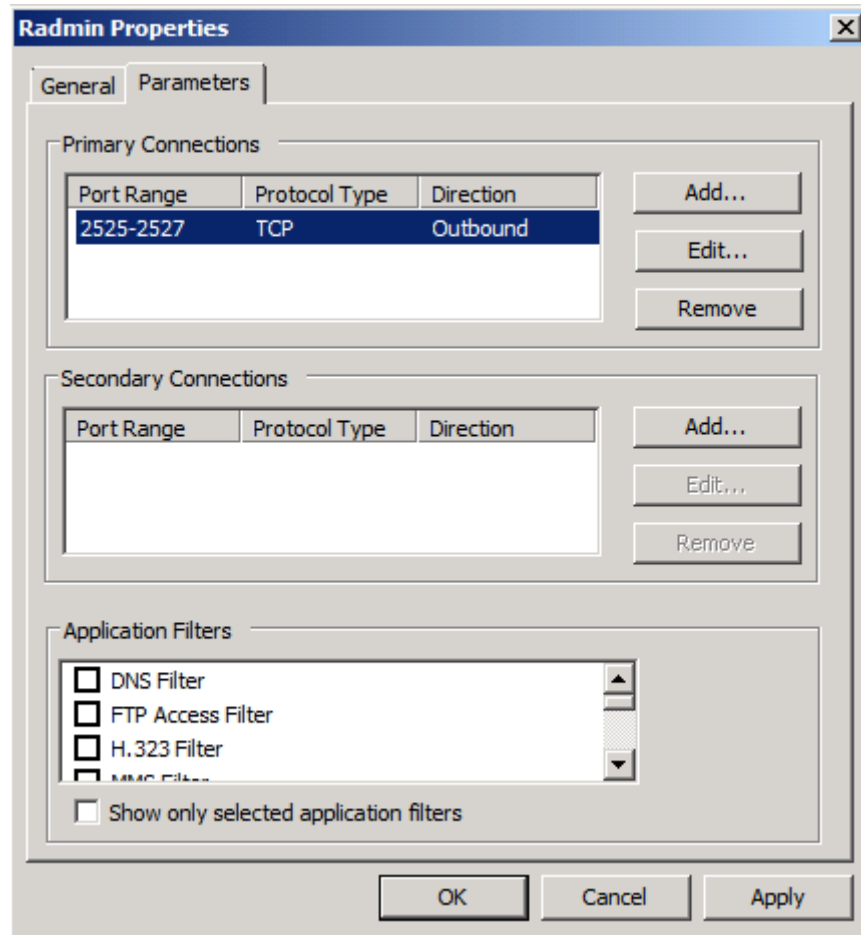 Radmin Properties
General Parameters
Primary Connections
Port Range Protocol Type Direction
2525-2527 TCP Outbound
Add...
Edit...
Remove
Secondary Connections
Port Range Protocol Type Direction
Add...
Edit...
Remove
Application Filters
DNS Filter
FTP Access Filter
H.323 Filter
MMS Filter
Show only selected application filters
OK Cancel Apply